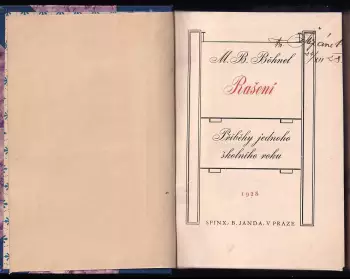 M. B. Böhnel
Rašení
Příběhy jednoho
školního roku
1928
SFINX, B. JANDA, V PRAZE